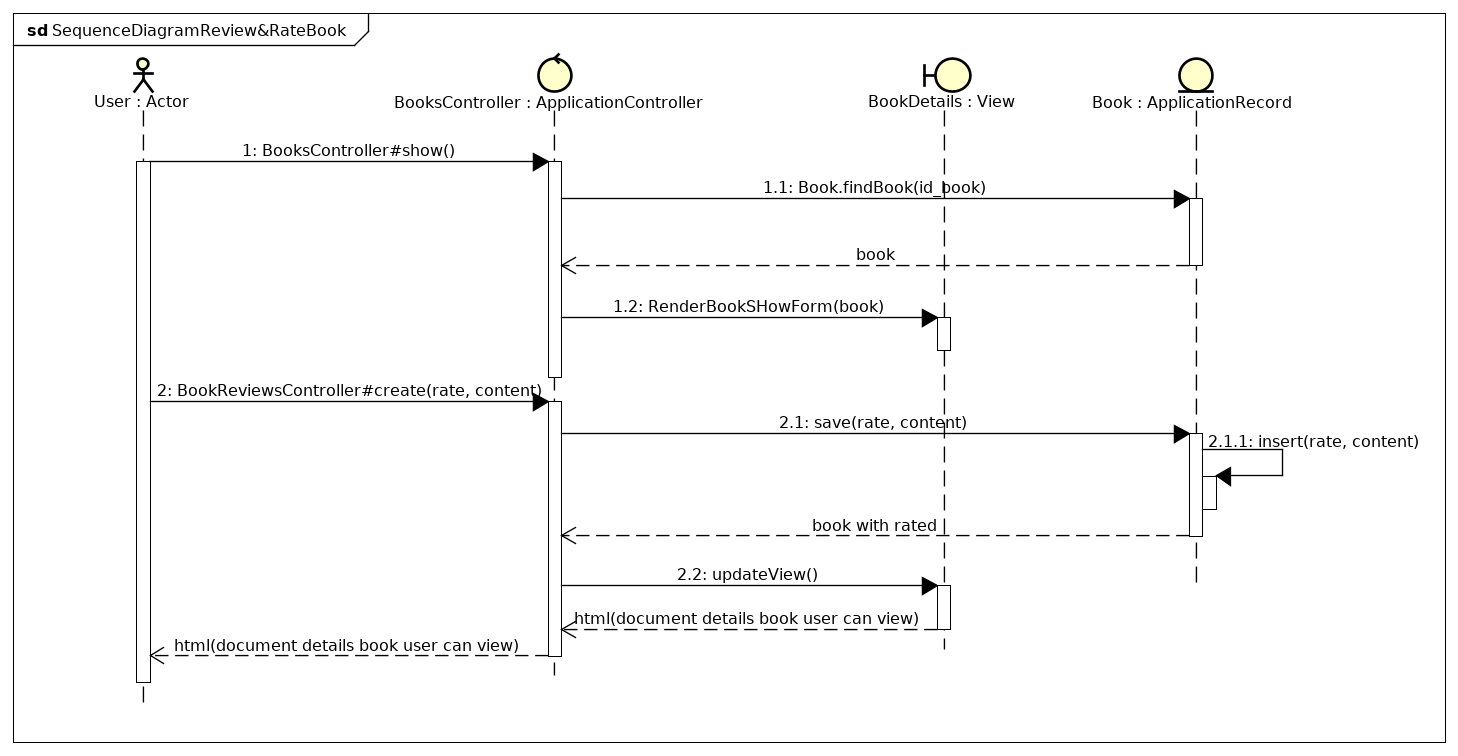 sd SequenceDiagramReview&RateBook
User : Actor
BooksController : ApplicationController
BookDetails : View
Book : ApplicationRecord
1: BooksController#show()
1.1: Book.findBook(id_book)
book
1.2: RenderBookSHowForm(book)
2: BookReviewsController#create(rate, content)
2.1: save(rate, content)
2.1.1: insert(rate, content)
book with rated
2.2: updateView()
html(document details book user can view)
html(document details book user can view)